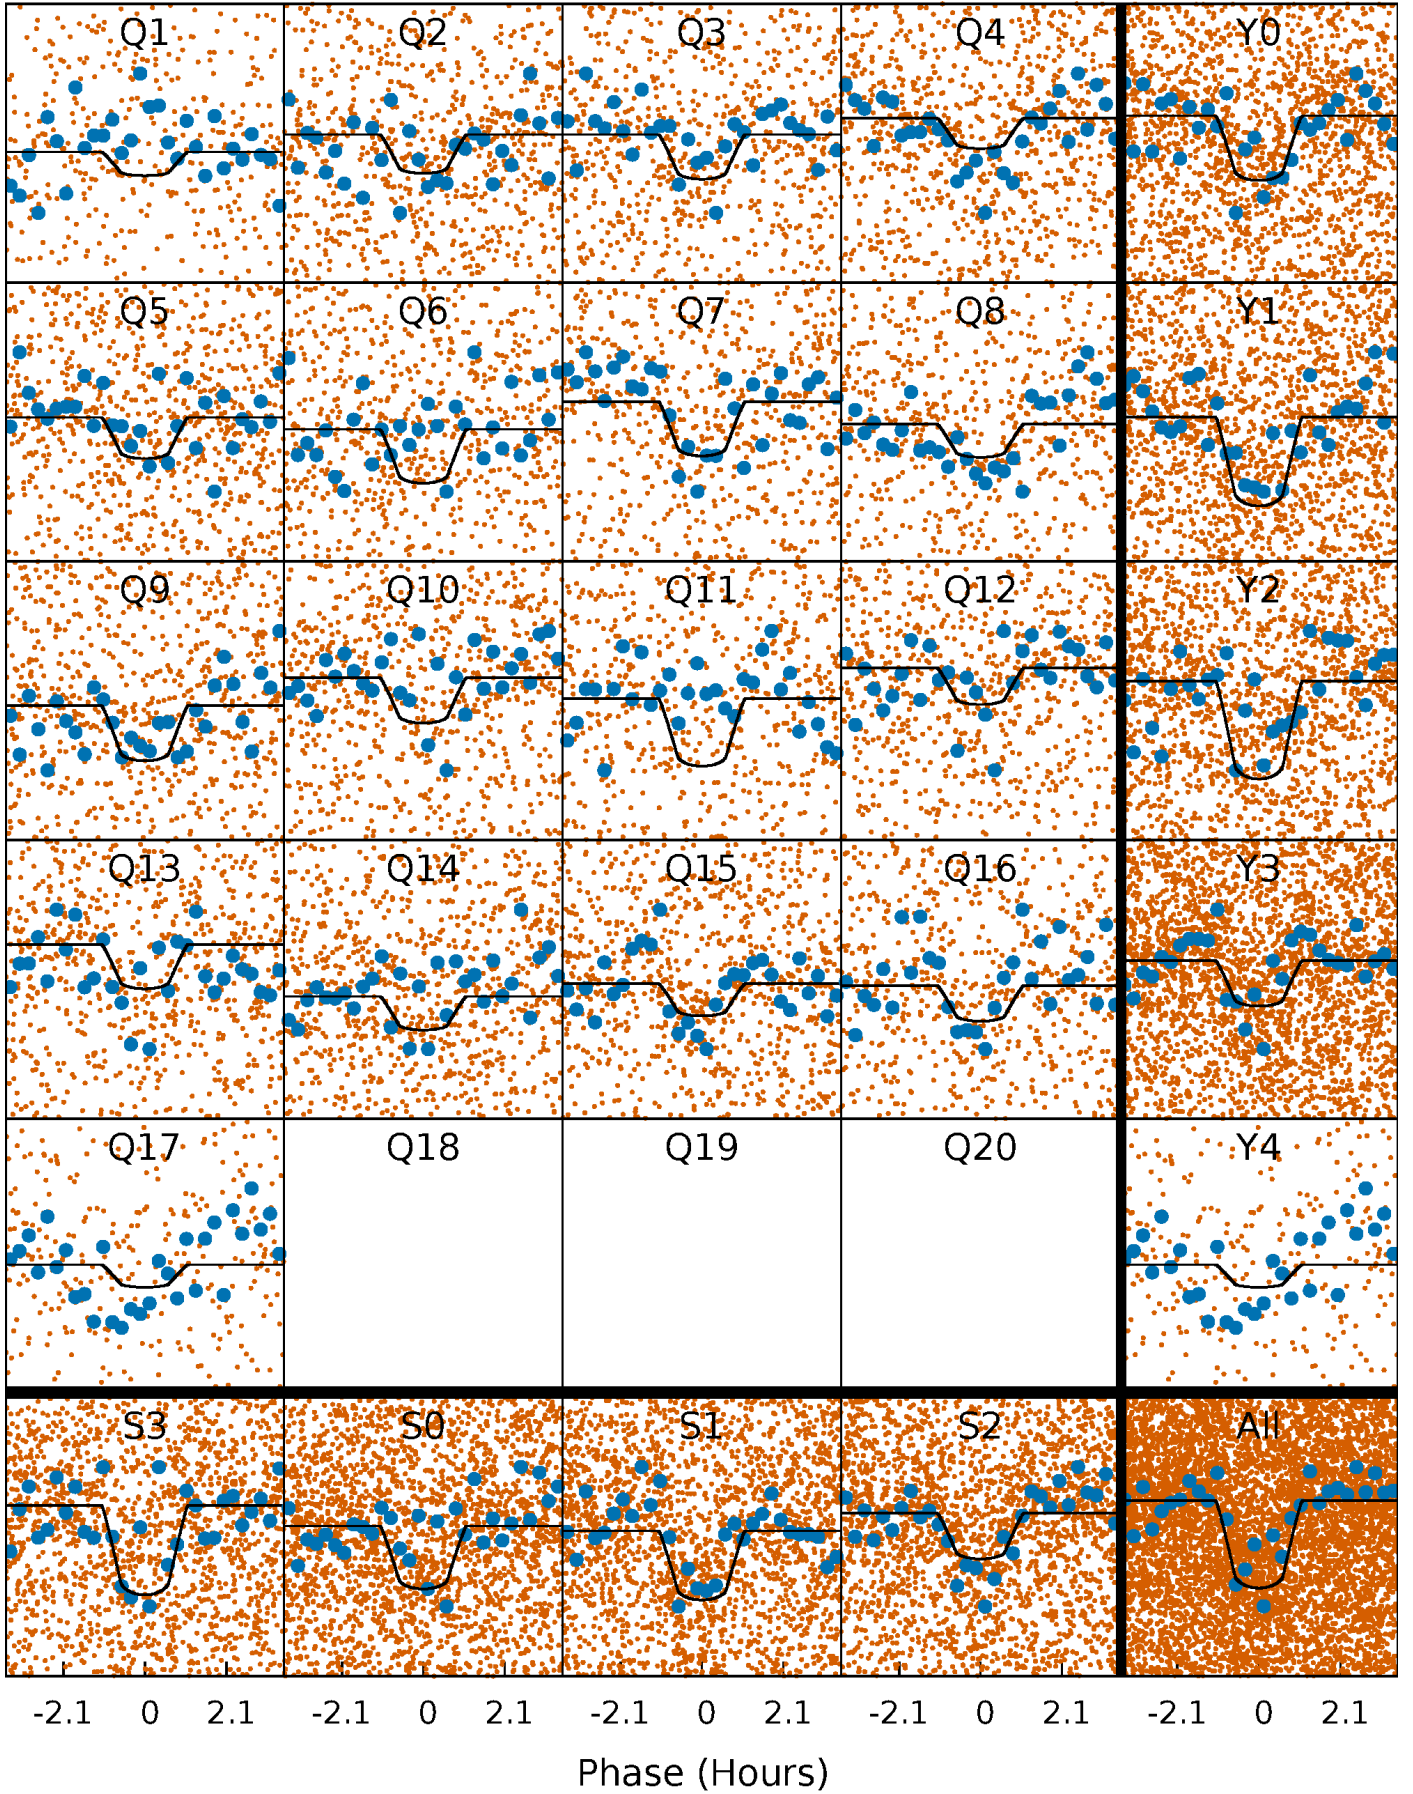 Q1 Q2 Q3 Q4 Y0
Q5 Q6 Q7 Q8 Y1
Q9 Q10 Q11 Q12 Y2
Q13 Q14 Q15 Q16 Y3
Q17 Q18 Q19 Q20 Y4
S3 S0 S1 S2 All
-2.1 0 2.1 -2.1 0 2.1 -2.1 0 2.1 -2.1 0 2.1 -2.1 0 2.1
Phase (Hours)